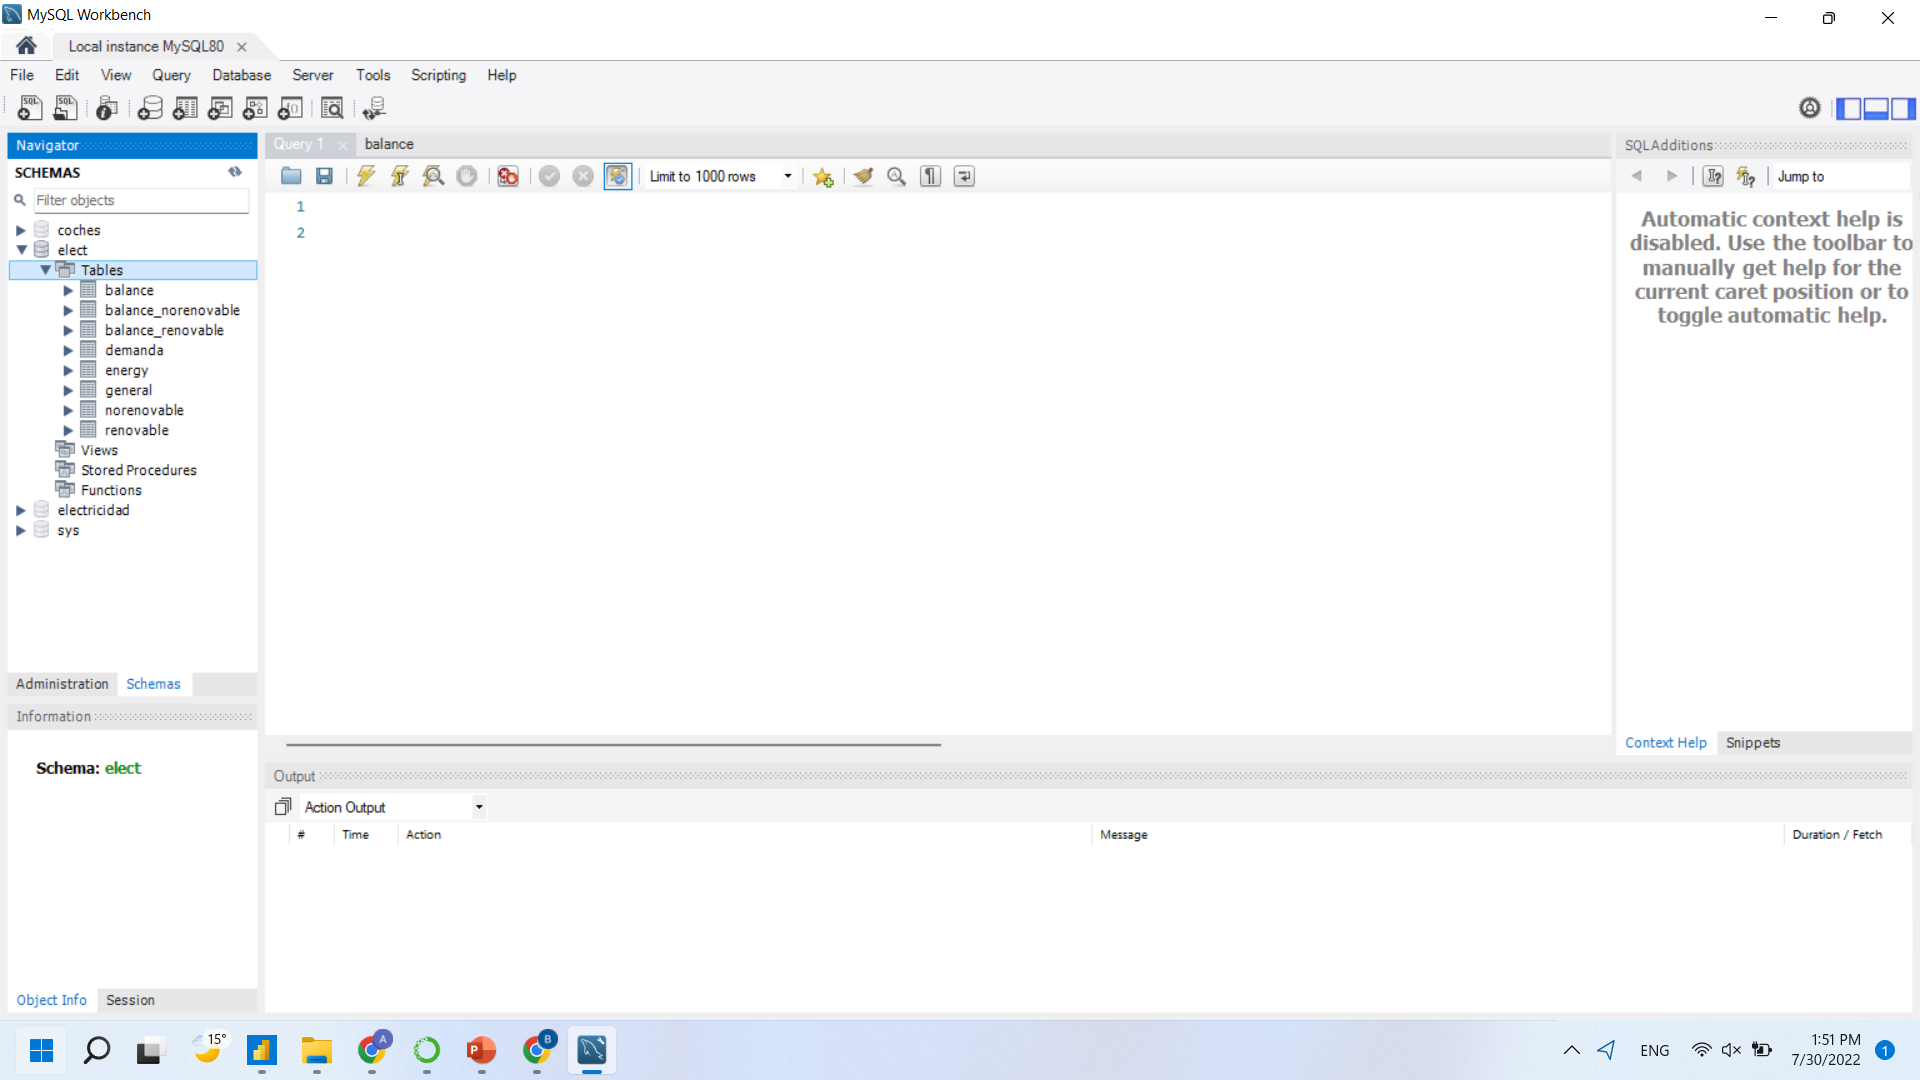 MySQL Workbench
Local instance MySQL80
File Edit View Query Database Server Tools Scripting Help
Navigator
SCHEMAS
Filter objects
coches
elect
Tables
balance
balance_norenovable
balance_renovable
demanda
energy
general
norenovable
renovable
Views
Stored Procedures
Functions
electricidad
sys
Administration Schemas
Information
Schema: elect
Object Info Session
Query 1 balance
Limit to 1000 rows
1
2
SQLAdditions
Jump to
Automatic context help is
disabled. Use the toolbar to
manually get help for the
current caret position or to
toggle automatic help.
Context Help Snippets
Output
Action Output
# Time Action Message Duration / Fetch
15°
A
P
B
ENG
1:51 PM
7/30/2022
1